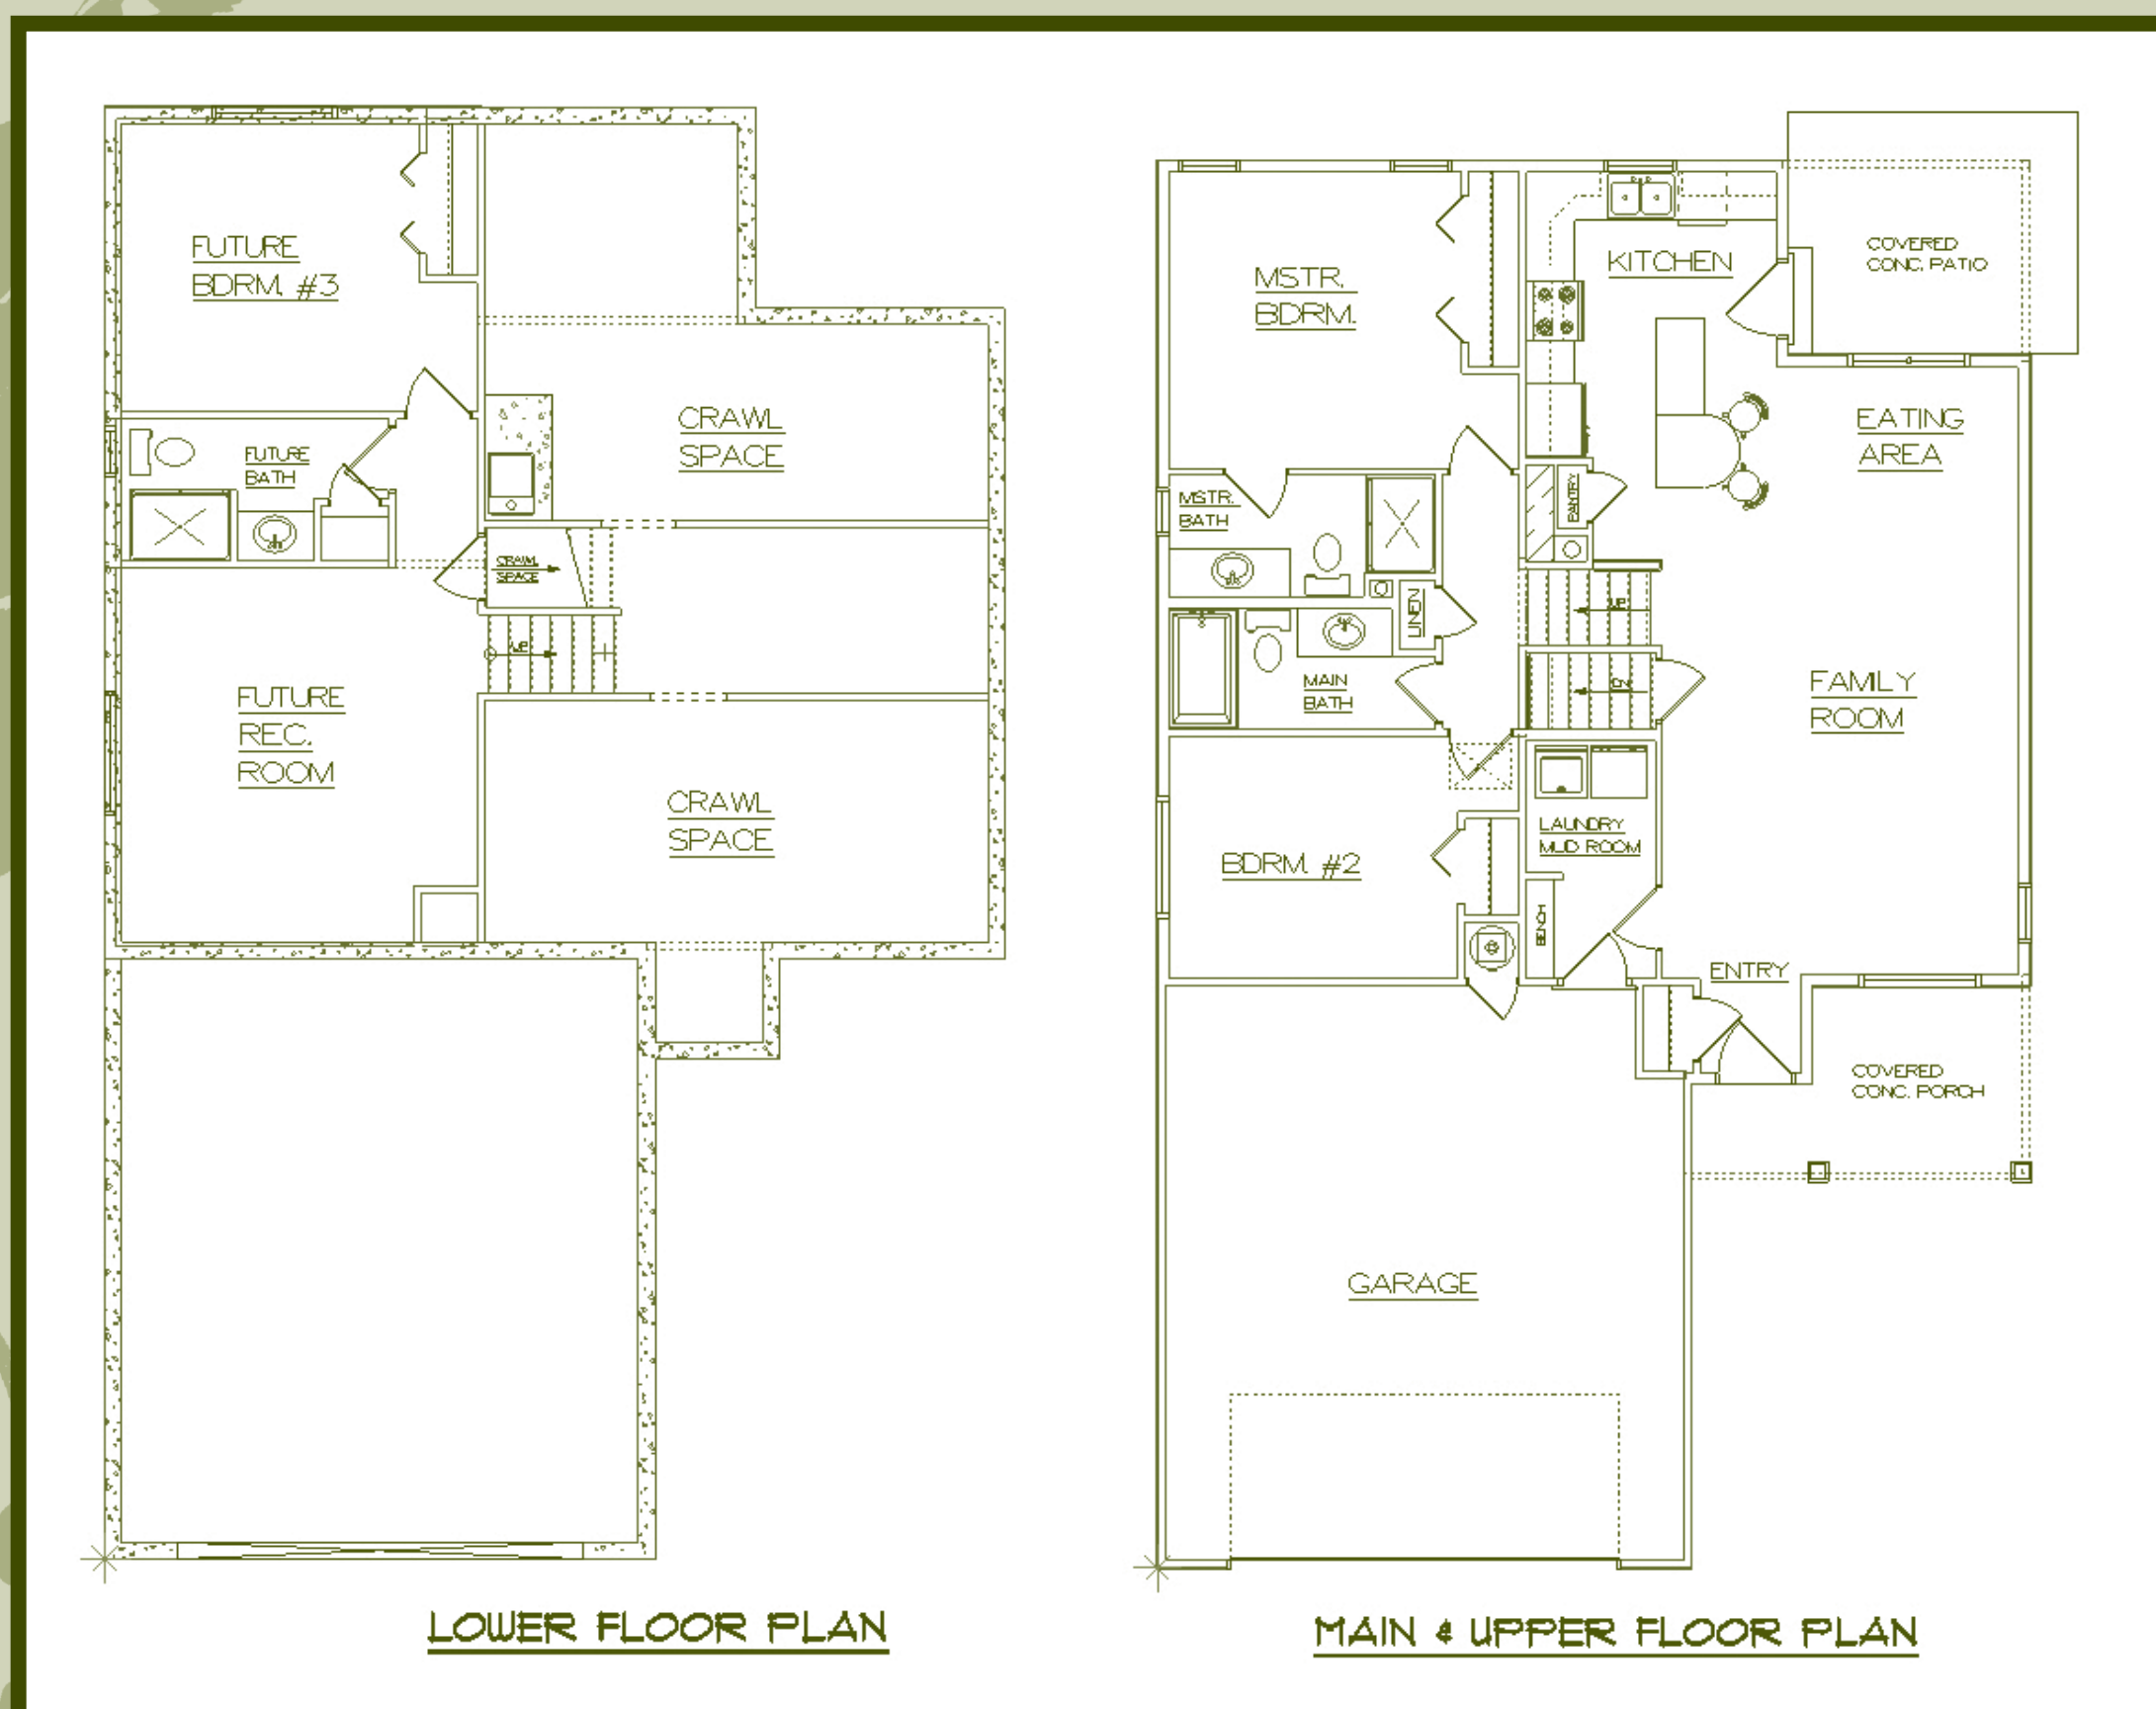 FUTURE
BDRM. #3
FUTURE
BATH
CRAWL
SPACE
CRAWL
SPACE
UP
FUTURE
REC.
ROOM
CRAWL
SPACE
LOWER FLOOR PLAN
MSTR.
BDRM.
KITCHEN
COVERED
CONC. PATIO
EATING
AREA
PANTRY
MSTR.
BATH
LINEN
UP
MAIN
BATH
DN
FAMILY
ROOM
LAUNDRY
MUD ROOM
BDRM. #2
BENCH
ENTRY
COVERED
CONC. PORCH
GARAGE
MAIN & UPPER FLOOR PLAN